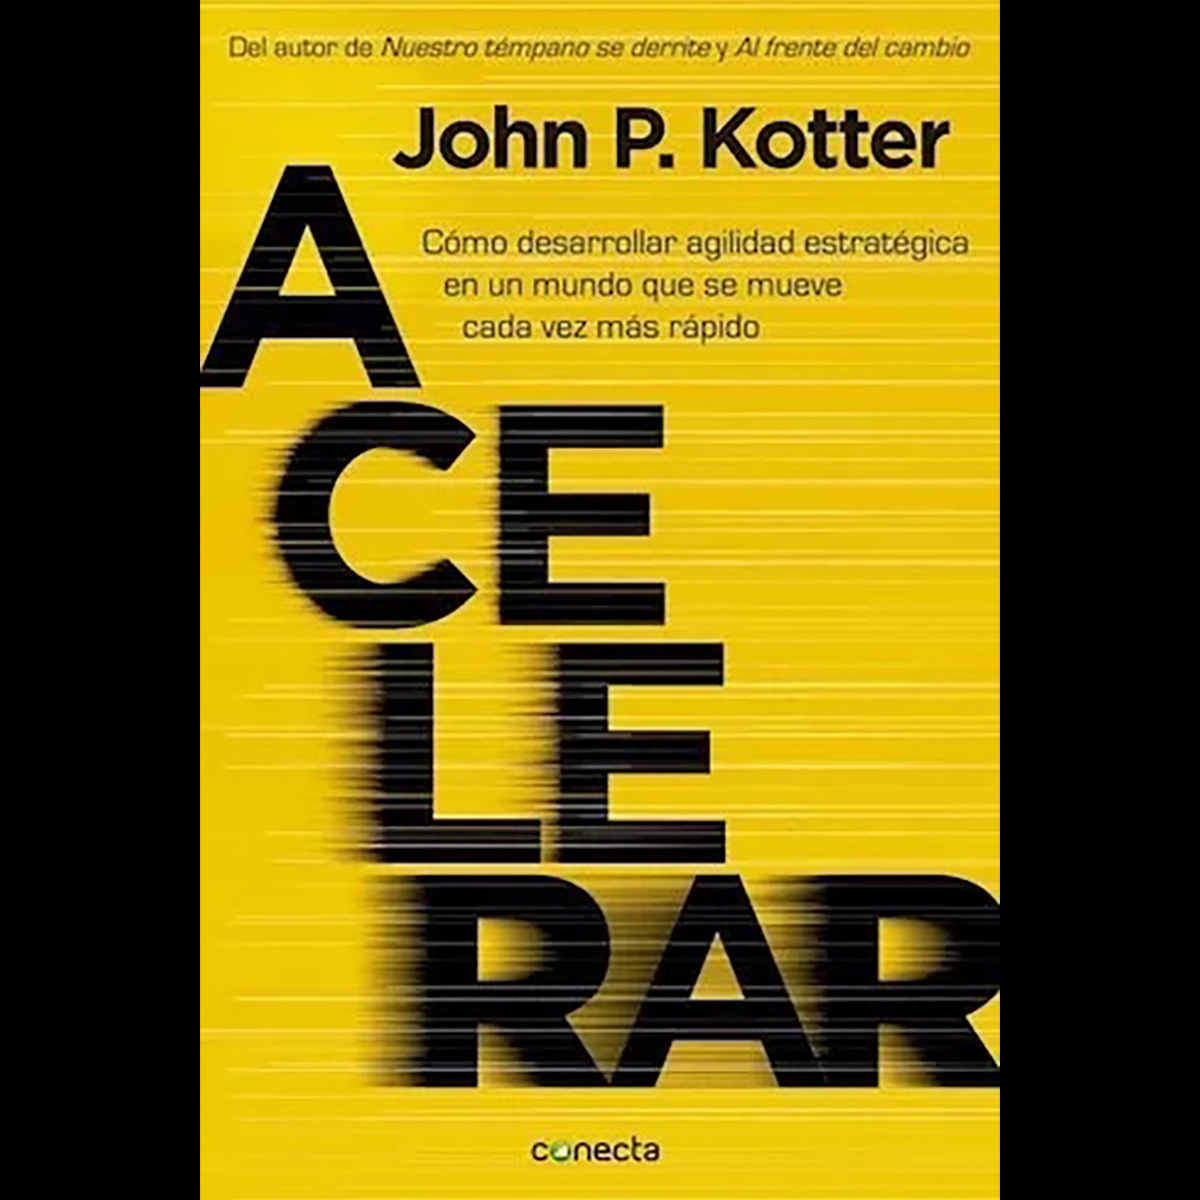 Del autor de Nuestro témpano se derrite y Al frente del cambio
John P. Kotter
Cómo desarrollar agilidad estratégica
en un mundo que se mueve
cada vez más rápido
A
CE
LE
RAR
conecta